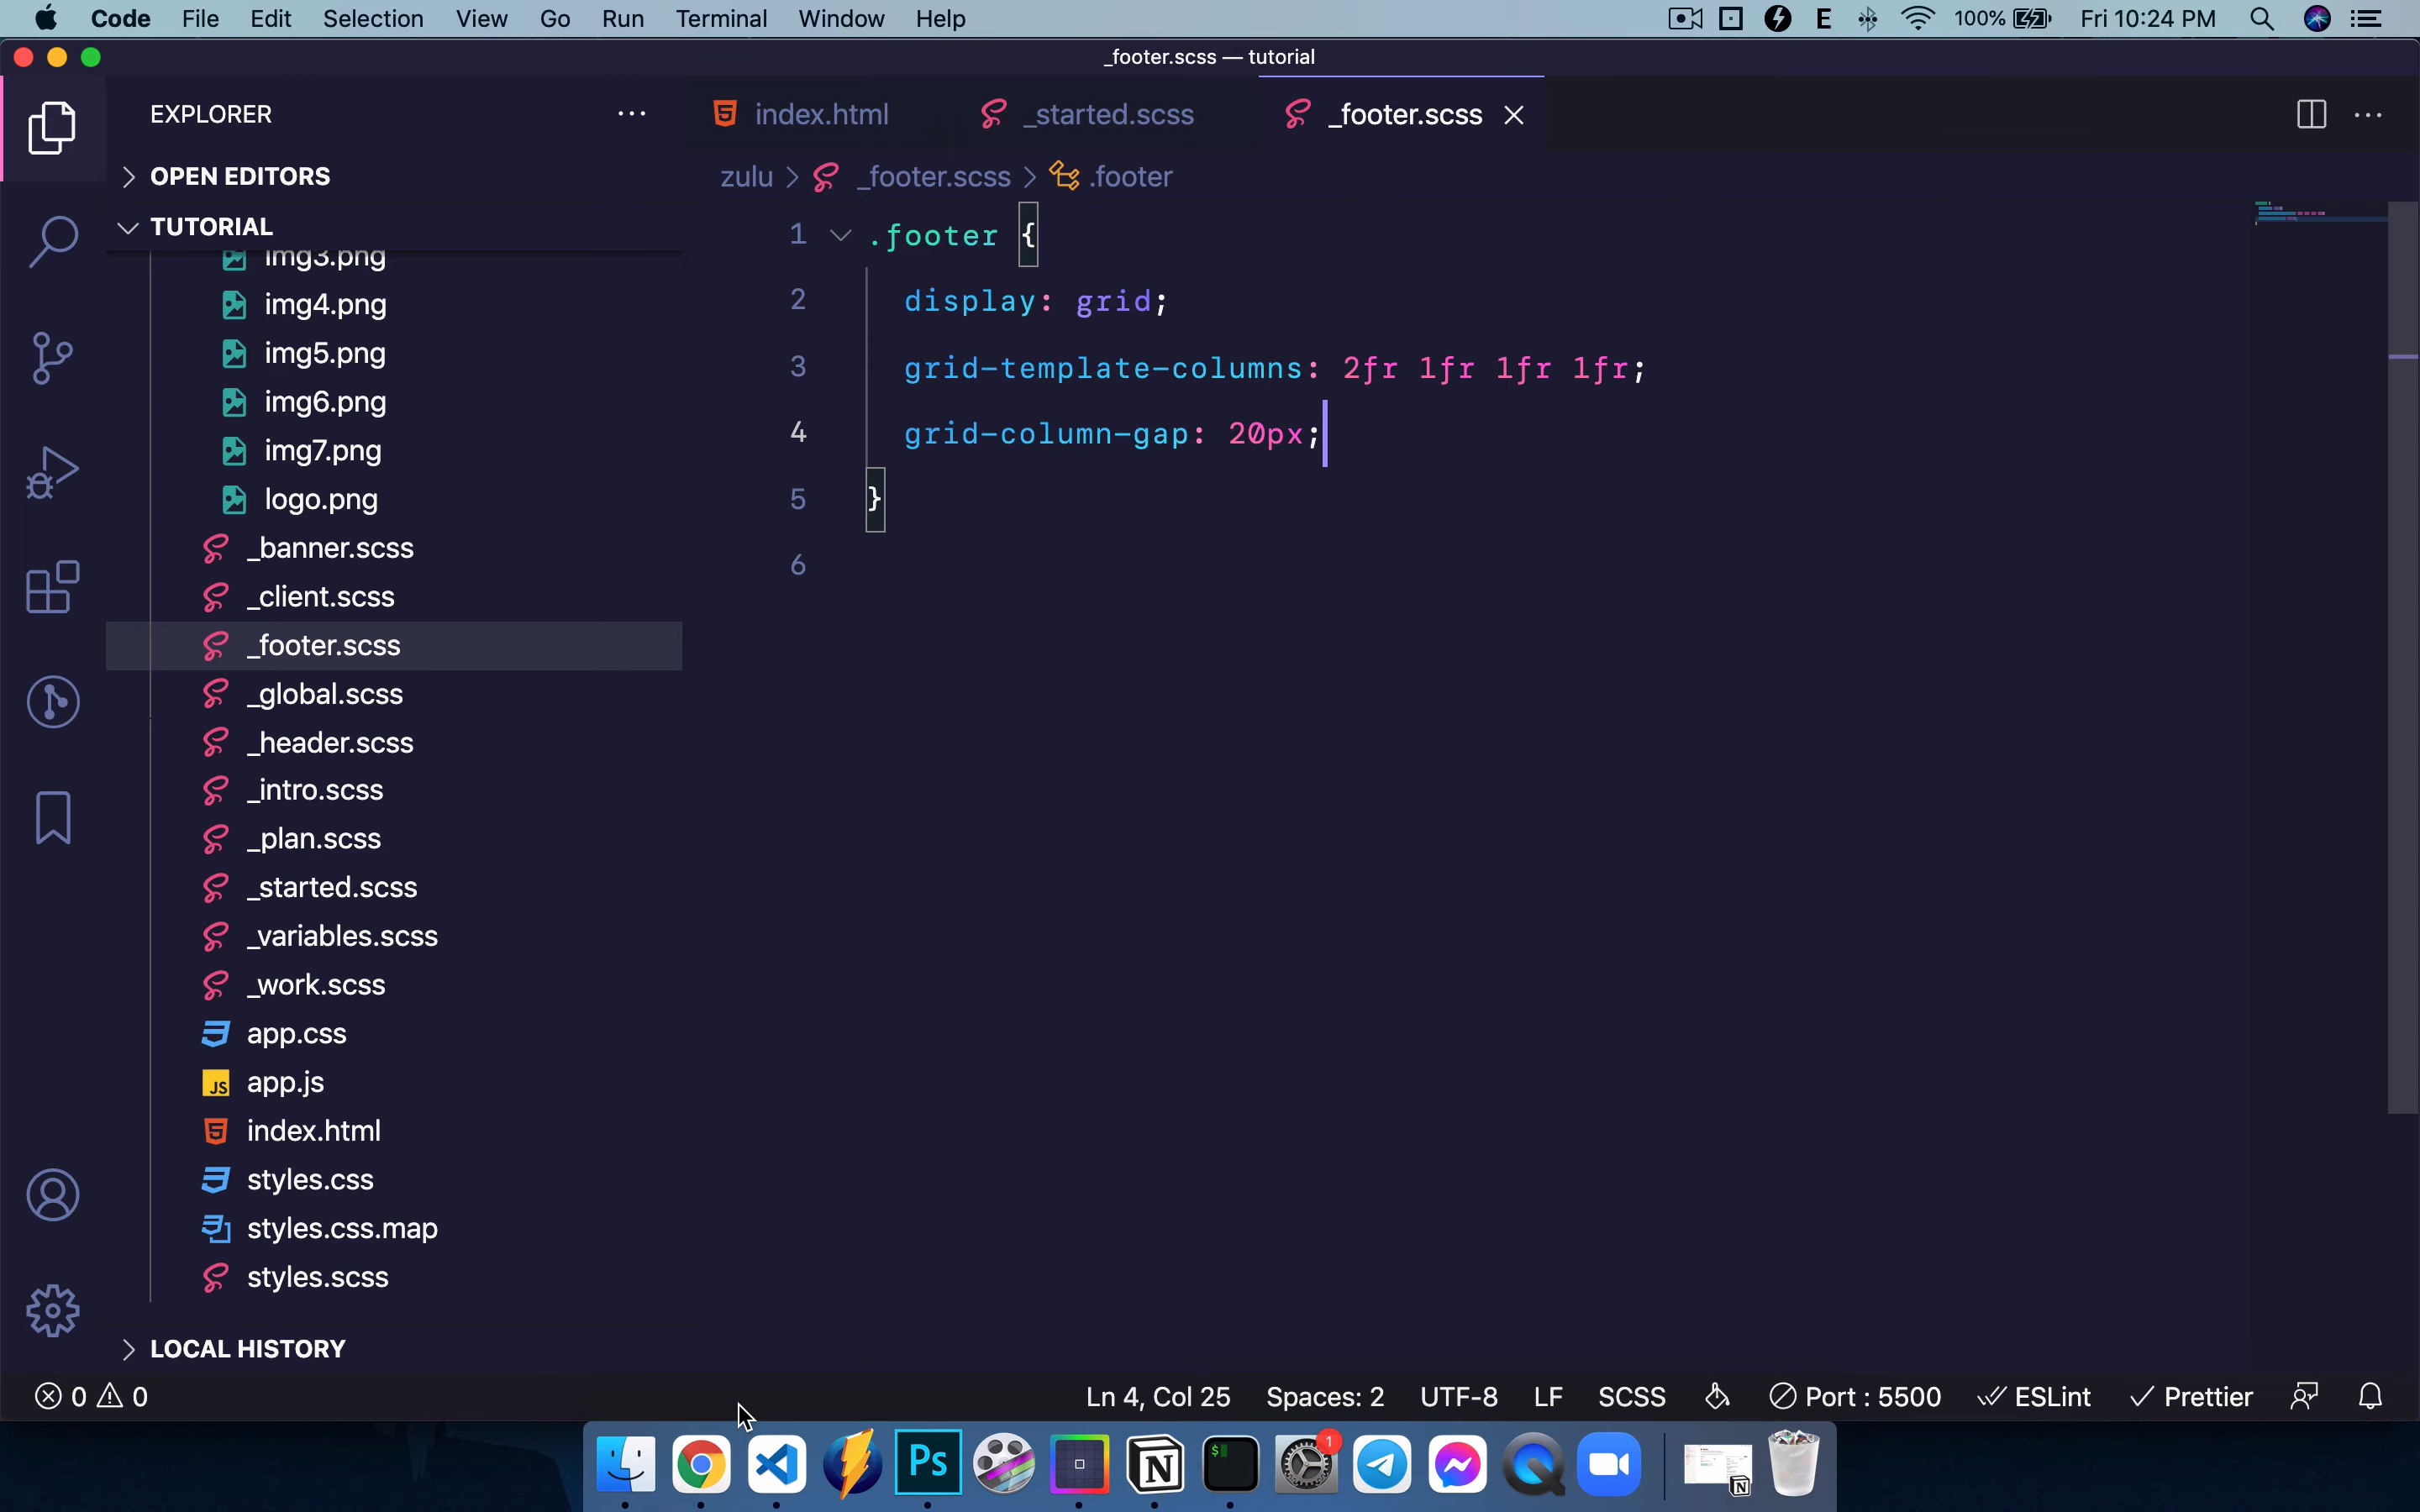 Code File Edit Selection View Go Run Terminal Window Help E 100% Fri 10:24 PM
_footer.scss — tutorial
EXPLORER
index.html _started.scss _footer.scss
OPEN EDITORS
zulu > _footer.scss > .footer
TUTORIAL
img3.png
img4.png
img5.png
img6.png
img7.png
logo.png
_banner.scss
_client.scss
_footer.scss
_global.scss
_header.scss
_intro.scss
_plan.scss
_started.scss
_variables.scss
_work.scss
app.css
JS app.js
index.html
styles.css
styles.css.map
styles.scss
LOCAL HISTORY
1 .footer {
2 display: grid;
3 grid-template-columns: 2fr 1fr 1fr 1fr;
4 grid-column-gap: 20px;
5 }
6
0 0 Ln 4, Col 25 Spaces: 2 UTF-8 LF SCSS Port : 5500 ESLint Prettier
Ps N $ 1 N